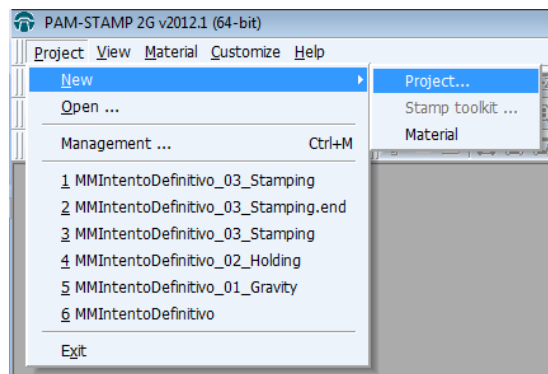 PAM-STAMP 2G v2012.1 (64-bit)
Project View Material Customize Help
New
Open ...
Management ... Ctrl+M
1 MMIntentoDefinitivo_03_Stamping
2 MMIntentoDefinitivo_03_Stamping.end
3 MMIntentoDefinitivo_03_Stamping
4 MMIntentoDefinitivo_02_Holding
5 MMIntentoDefinitivo_01_Gravity
6 MMIntentoDefinitivo
Exit
Project...
Stamp toolkit ...
Material